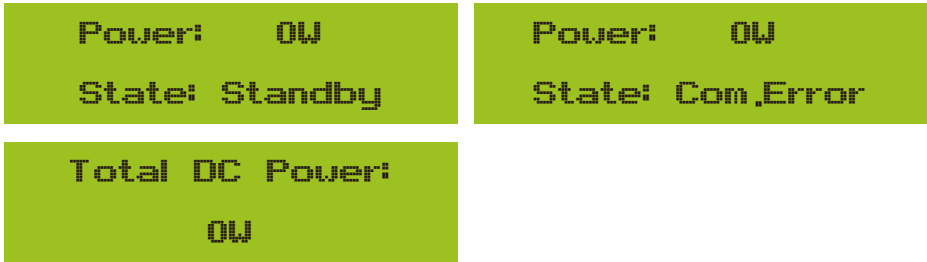 Power: 0W
State: Standby
Power: 0W
State: Com.Error
Total DC Power:
0W